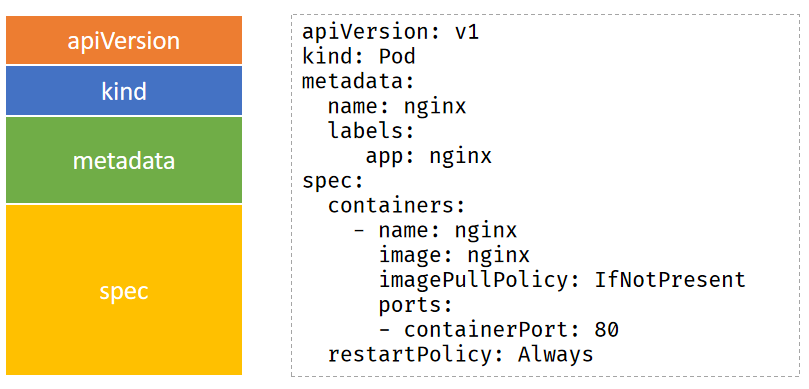 apiVersion
kind
metadata
spec
apiVersion: v1
kind: Pod
metadata:
  name: nginx
  labels:
     app: nginx
spec:
  containers:
    - name: nginx
      image: nginx
      imagePullPolicy: IfNotPresent
      ports:
      - containerPort: 80
  restartPolicy: Always